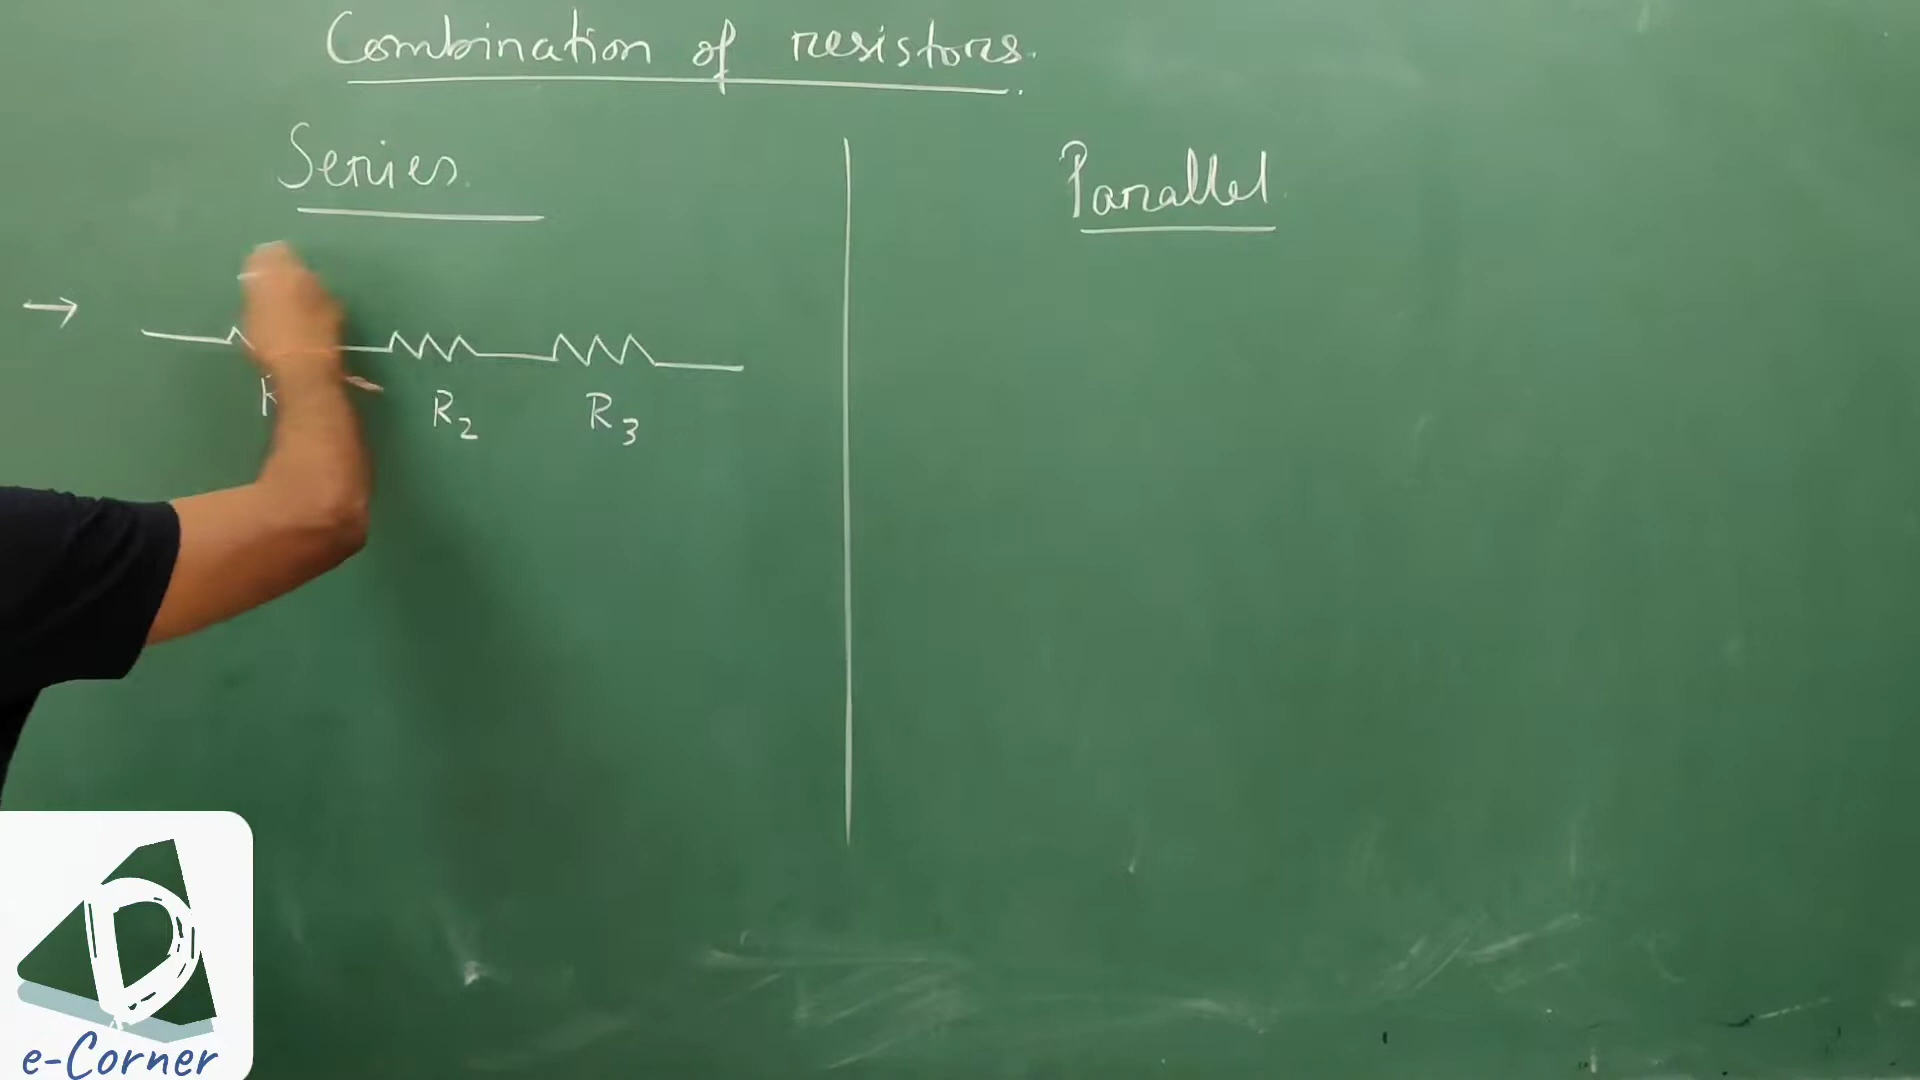 Combination of resistors.
Series
Parallel
R2
R3
D
e-Corner